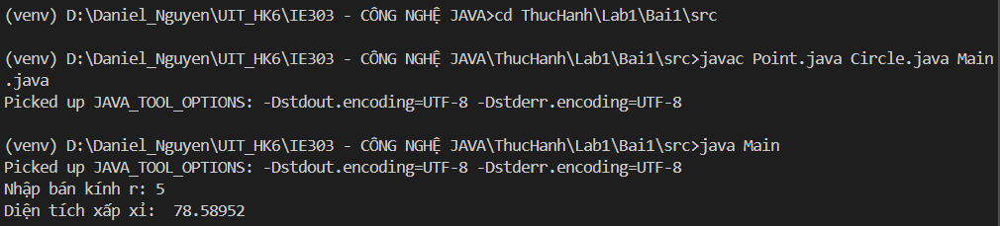 (venv) D:\Daniel_Nguyen\UIT_HK6\IE303 - CÔNG NGHỆ JAVA>cd ThucHanh\Lab1\Bai1\src
(venv) D:\Daniel_Nguyen\UIT_HK6\IE303 - CÔNG NGHỆ JAVA\ThucHanh\Lab1\Bai1\src>javac Point.java Circle.java Main
.java
Picked up JAVA_TOOL_OPTIONS: -Dstdout.encoding=UTF-8 -Dstderr.encoding=UTF-8
(venv) D:\Daniel_Nguyen\UIT_HK6\IE303 - CÔNG NGHỆ JAVA\ThucHanh\Lab1\Bai1\src>java Main
Picked up JAVA_TOOL_OPTIONS: -Dstdout.encoding=UTF-8 -Dstderr.encoding=UTF-8
Nhập bán kính r: 5
Diện tích xấp xỉ:  78.58952